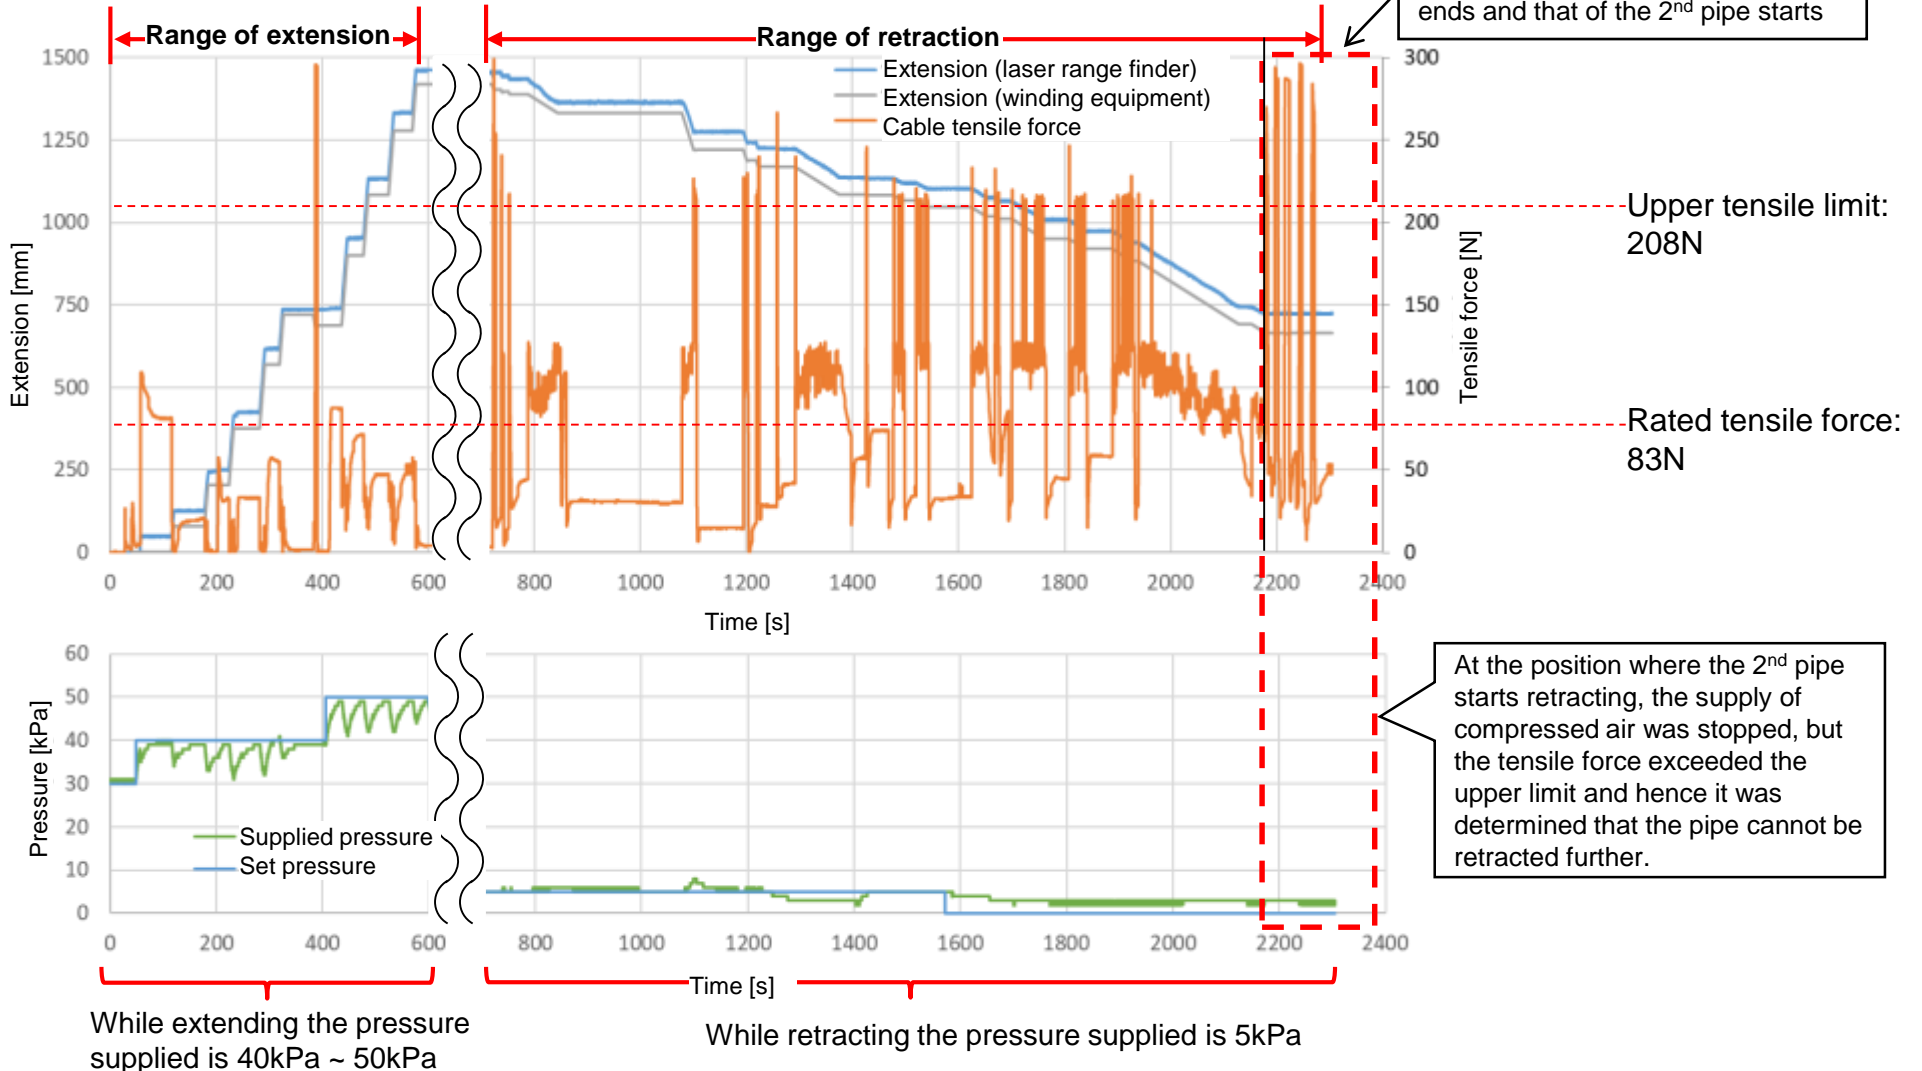 ends and that of the 2nd pipe starts
Range of extension
Range of retraction
1500
1250
1000
750
500
250
0
Extension [mm]
Extension (laser range finder)
Extension (winding equipment)
Cable tensile force
300
250
200
150
100
50
0
Tensile force [N]
Upper tensile limit:
208N
Rated tensile force:
83N
0 200 400 600 800 1000 1200 1400 1600 1800 2000 2200 2400
Time [s]
60
50
40
30
20
10
0
Pressure [kPa]
Supplied pressure
Set pressure
At the position where the 2nd pipe
starts retracting, the supply of
compressed air was stopped, but
the tensile force exceeded the
upper limit and hence it was
determined that the pipe cannot be
retracted further.
0 200 400 600 800 1000 1200 1400 1600 1800 2000 2200 2400
Time [s]
While extending the pressure
supplied is 40kPa ~ 50kPa
While retracting the pressure supplied is 5kPa